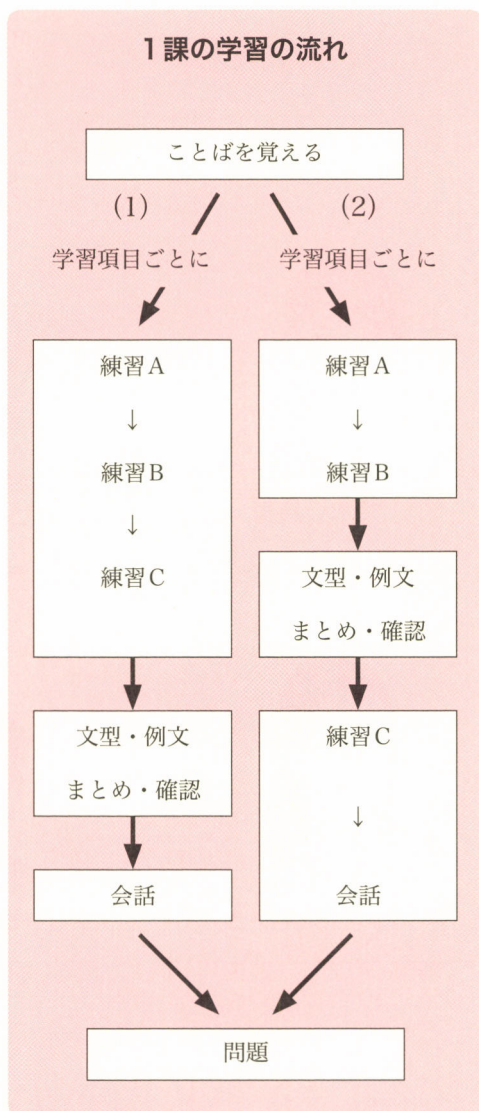 1課の学習の流れ
ことばを覚える
(1)
学習項目ごとに
練習A
↓
練習B
↓
練習C
文型・例文
まとめ・確認
会話
(2)
学習項目ごとに
練習A
↓
練習B
文型・例文
まとめ・確認
練習C
↓
会話
問題